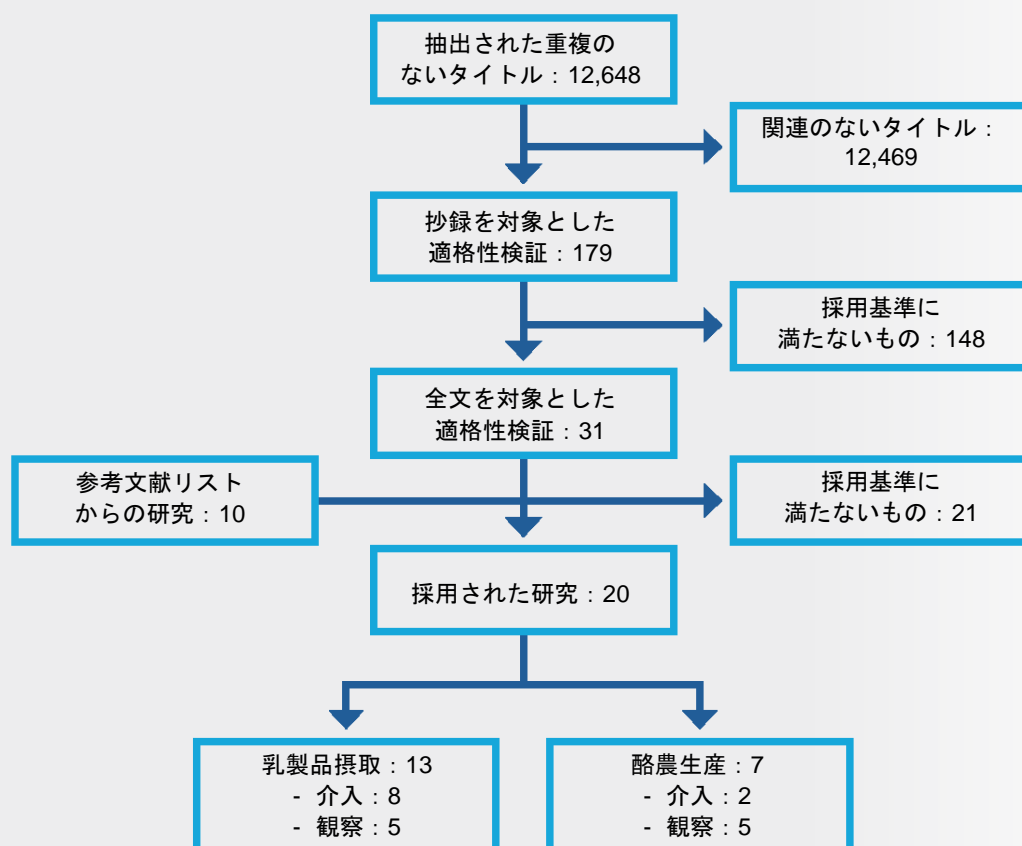 抽出された重複の
ないタイトル：12,648
関連のないタイトル：
12,469
抄録を対象とした
適格性検証：179
採用基準に
満たないもの：148
全文を対象とした
適格性検証：31
参考文献リスト
からの研究：10
採用基準に
満たないもの：21
採用された研究：20
乳製品摂取：13
- 介入：8
- 観察：5
酪農生産：7
- 介入：2
- 観察：5